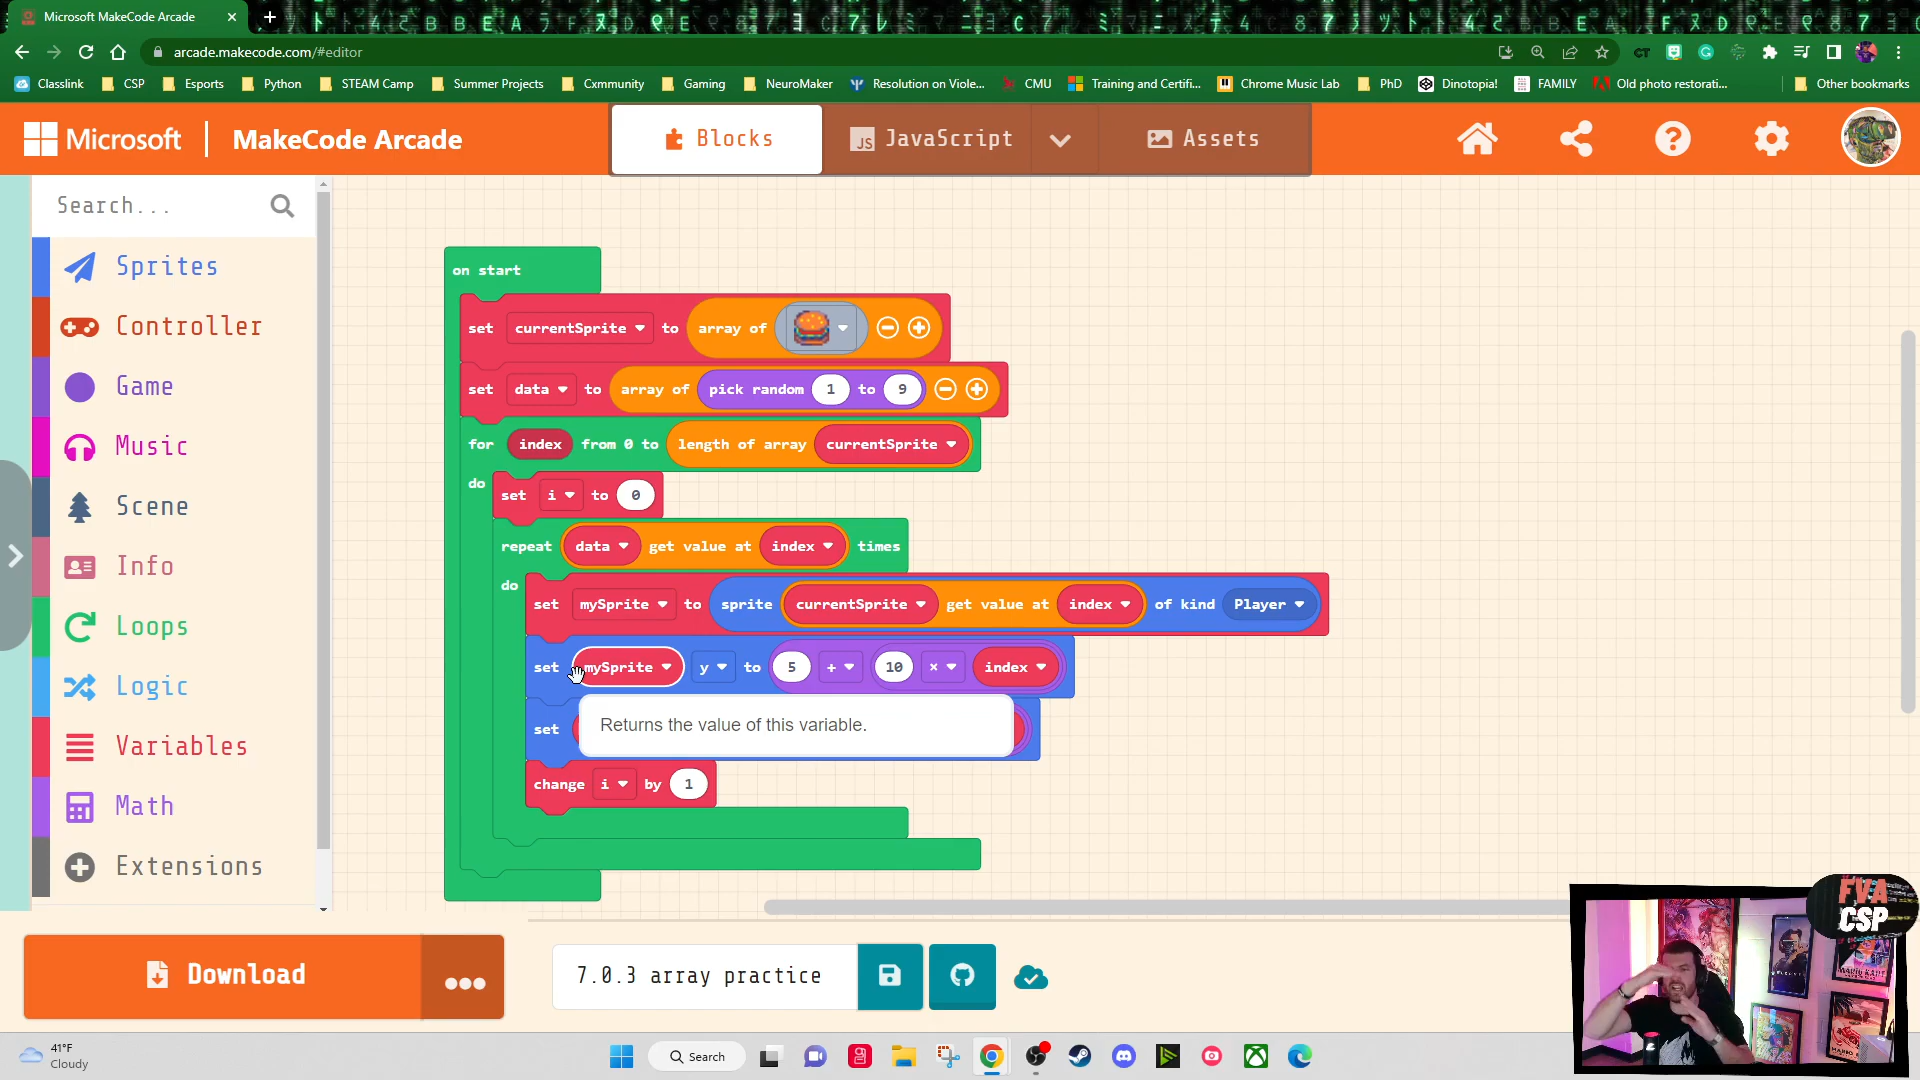 Microsoft MakeCode Arcade
arcade.makecode.com/#editor
Classlink CSP Esports Python STEAM Camp Summer Projects Cxmmunity Gaming NeuroMaker Resolution on Viole... CMU Training and Certifi... Chrome Music Lab PhD Dinotopia! FAMILY Old photo restorati... Other bookmarks
Microsoft MakeCode Arcade Blocks JS JavaScript Assets
Search...
Sprites
Controller
Game
Music
Scene
Info
Loops
Logic
Variables
Math
Extensions
on start
set currentSprite to array of
set data to array of pick random 1 to 9
for index from 0 to length of array currentSprite
do set i to 0
repeat data get value at index times
do set mySprite to sprite currentSprite get value at index of kind Player
set mySprite y to 5 + 10 × index
set
Returns the value of this variable.
change i by 1
FVA
CSP
Download
7.0.3 array practice
41°F
Cloudy
Search